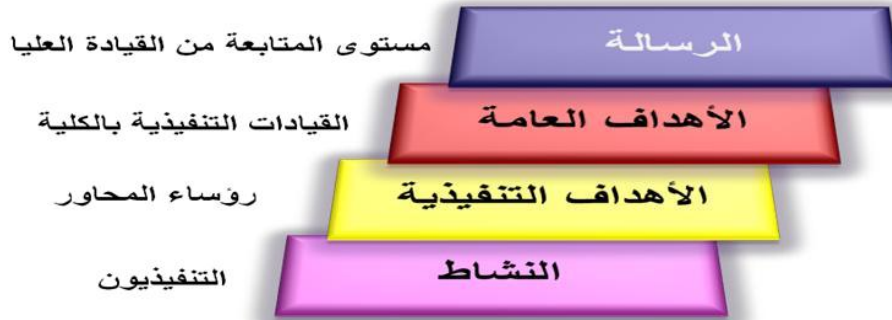 الرسالة
مستوى المتابعة من القيادة العليا
الأهداف العامة
القيادات التنفيذية بالكلية
الأهداف التنفيذية
رؤساء المحاور
النشاط
التنفيذيون